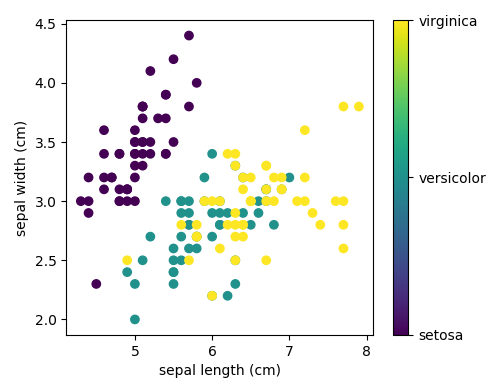 4.5
4.0
3.5
3.0
2.5
2.0
sepal width (cm)
5
6
7
8
sepal length (cm)
virginica
versicolor
setosa